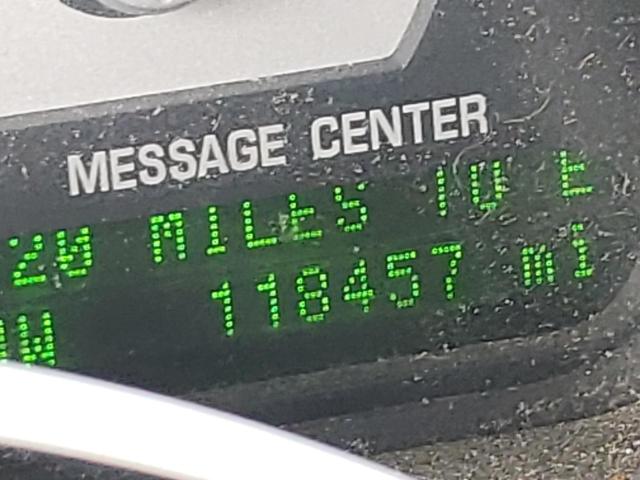 MESSAGE CENTER
MILES TO E
118457 mi